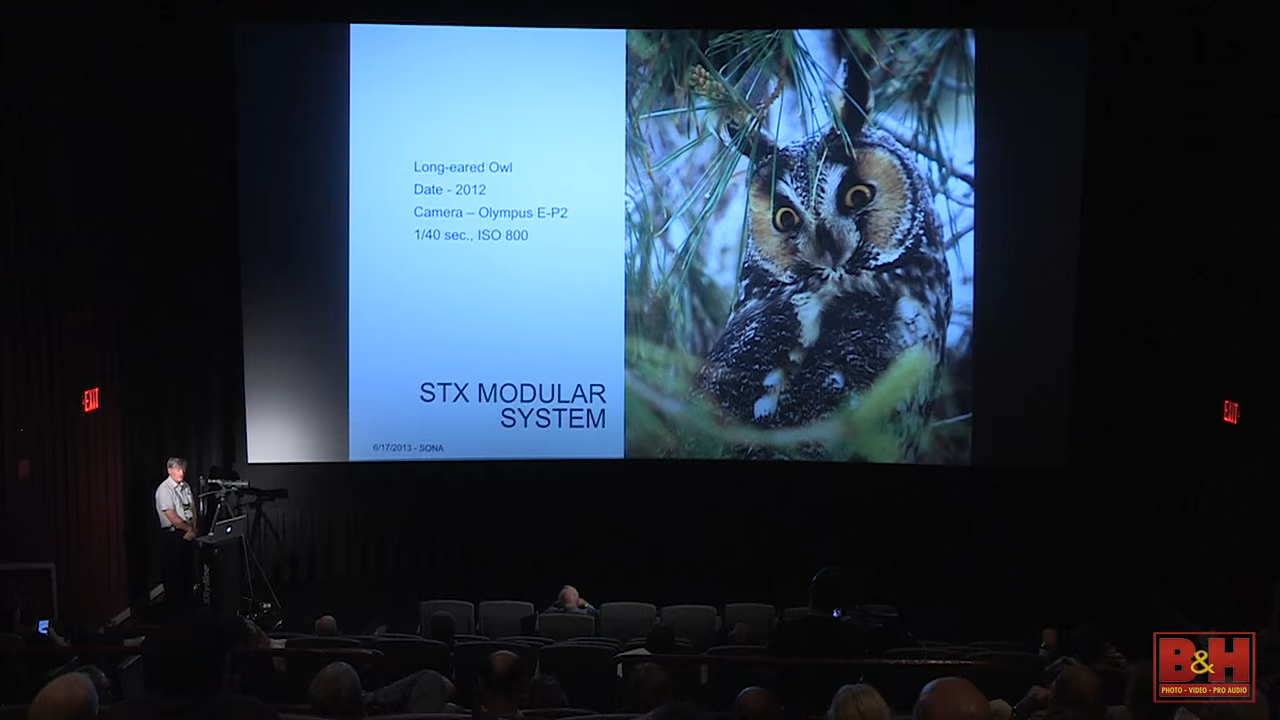 Long-eared Owl
Date - 2012
Camera – Olympus E-P2
1/40 sec., ISO 800
STX MODULAR
SYSTEM
6/17/2013 - SONA
EXIT
EXIT
Skyline
B&H
PHOTO - VIDEO - PRO AUDIO